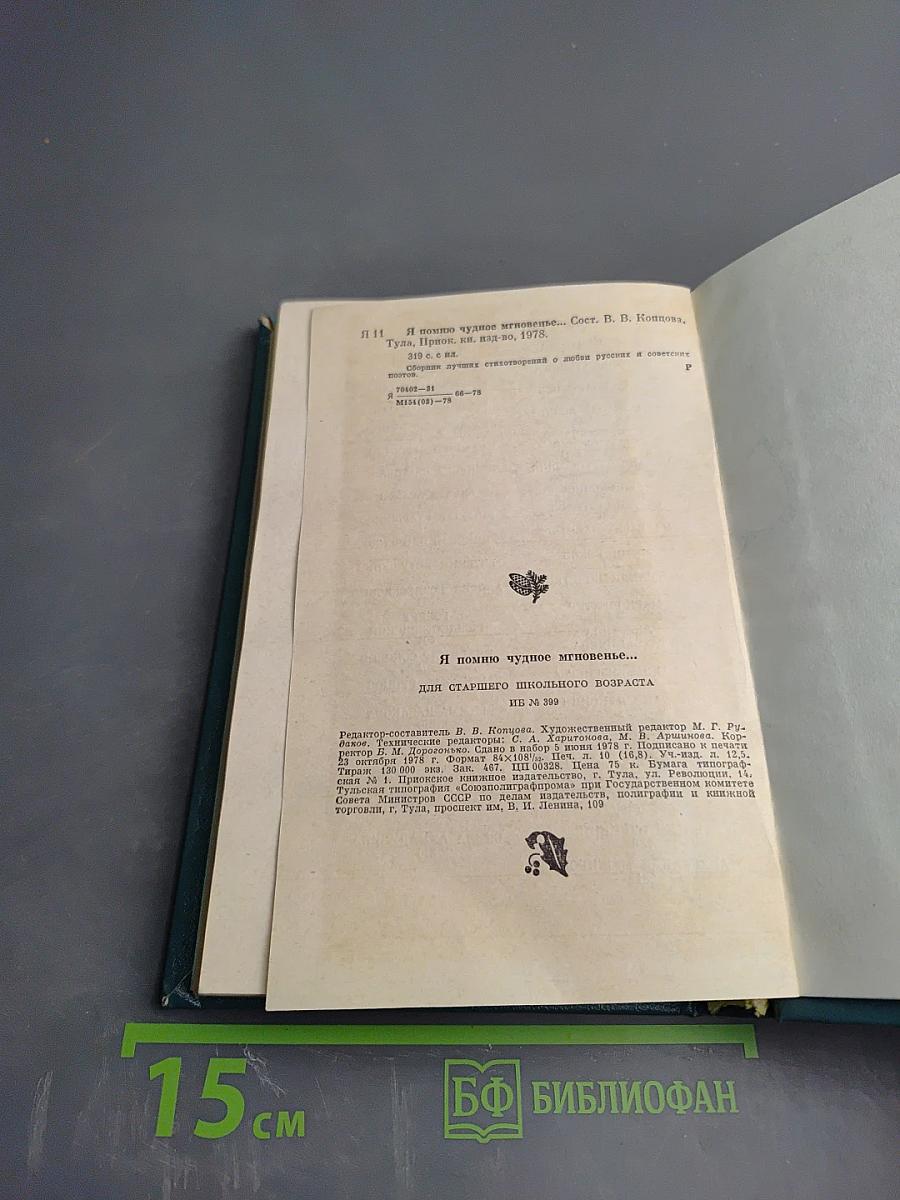 Я 11 Я помню чудное мгновенье... Сост. В. В. Копцова.
Тула, Приок. кн. изд-во, 1978.
319 с. с ил.
Сборник лучших стихотворений о любви русских и советских
поэтов.
Р
70402—31
Я 66—78
М154(03)—78
Я помню чудное мгновенье...
ДЛЯ СТАРШЕГО ШКОЛЬНОГО ВОЗРАСТА
ИБ № 399
Редактор-составитель В. В. Копцова. Художественный редактор М. Г. Ру-
даков. Технические редакторы: С. А. Харитонова, М. В. Аршинова. Кор-
ректор Б. М. Дорогонько. Сдано в набор 5 июня 1978 г. Подписано к печати
23 октября 1978 г. Формат 84×108¹/₃₂. Печ. л. 10 (16,8). Уч.-изд. л. 12,5.
Тираж 130 000 экз. Зак. 467. ЦП 00328. Цена 75 к. Бумага типограф-
ская № 1. Приокское книжное издательство, г. Тула, ул. Революции, 14.
Тульская типография «Союзполиграфпрома» при Государственном комитете
Совета Министров СССР по делам издательств, полиграфии и книжной
торговли, г. Тула, проспект им, В. И. Ленина, 109
15 см
БФ БИБЛИОФАН